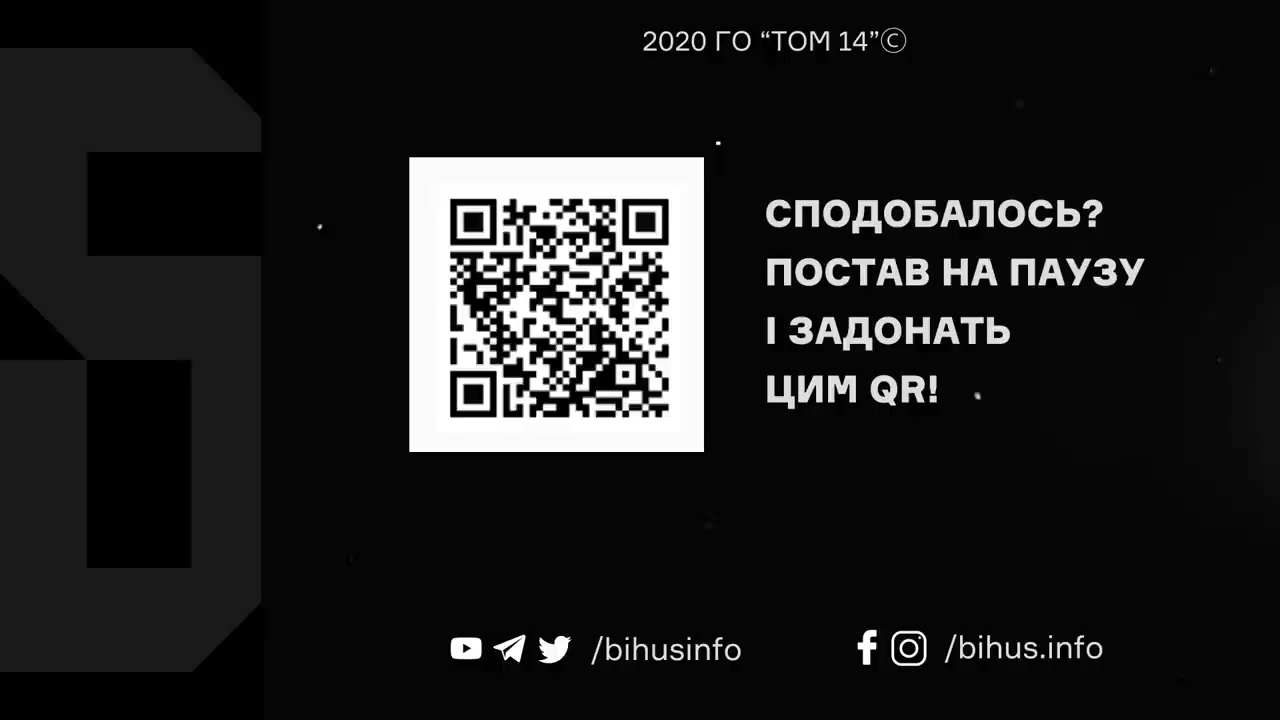 2020 ГО “ТОМ 14”©
СПОДОБАЛОСЬ?
ПОСТАВ НА ПАУЗУ
І ЗАДОНАТЬ
ЦИМ QR!
/bihusinfo
/bihus.info